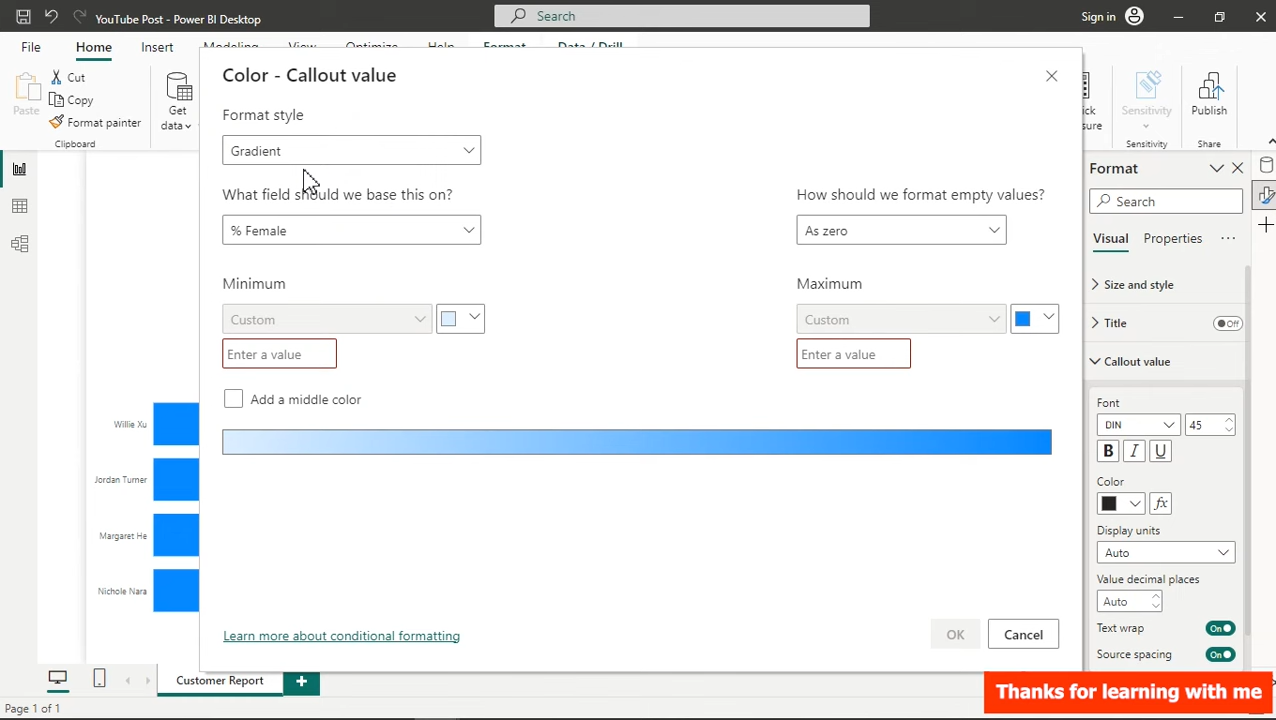 YouTube Post - Power BI Desktop
Search
Sign in
File
Home
Insert
Modeling
View
Optimize
Help
Format
Data / Drill
Paste
Cut
Copy
Format painter
Clipboard
Get
data
Color - Callout value
Format style
Gradient
What field should we base this on?
% Female
How should we format empty values?
As zero
Minimum
Custom
Enter a value
Maximum
Custom
Enter a value
Add a middle color
Learn more about conditional formatting
OK
Cancel
Sensitivity
Sensitivity
Publish
Share
Format
Search
Visual
Properties
Size and style
Title
Off
Callout value
Font
DIN
45
B
I
U
Color
fx
Display units
Auto
Value decimal places
Auto
Text wrap
On
Source spacing
On
Willie Xu
Jordan Turner
Margaret He
Nichole Nara
Customer Report
Page 1 of 1
Thanks for learning with me